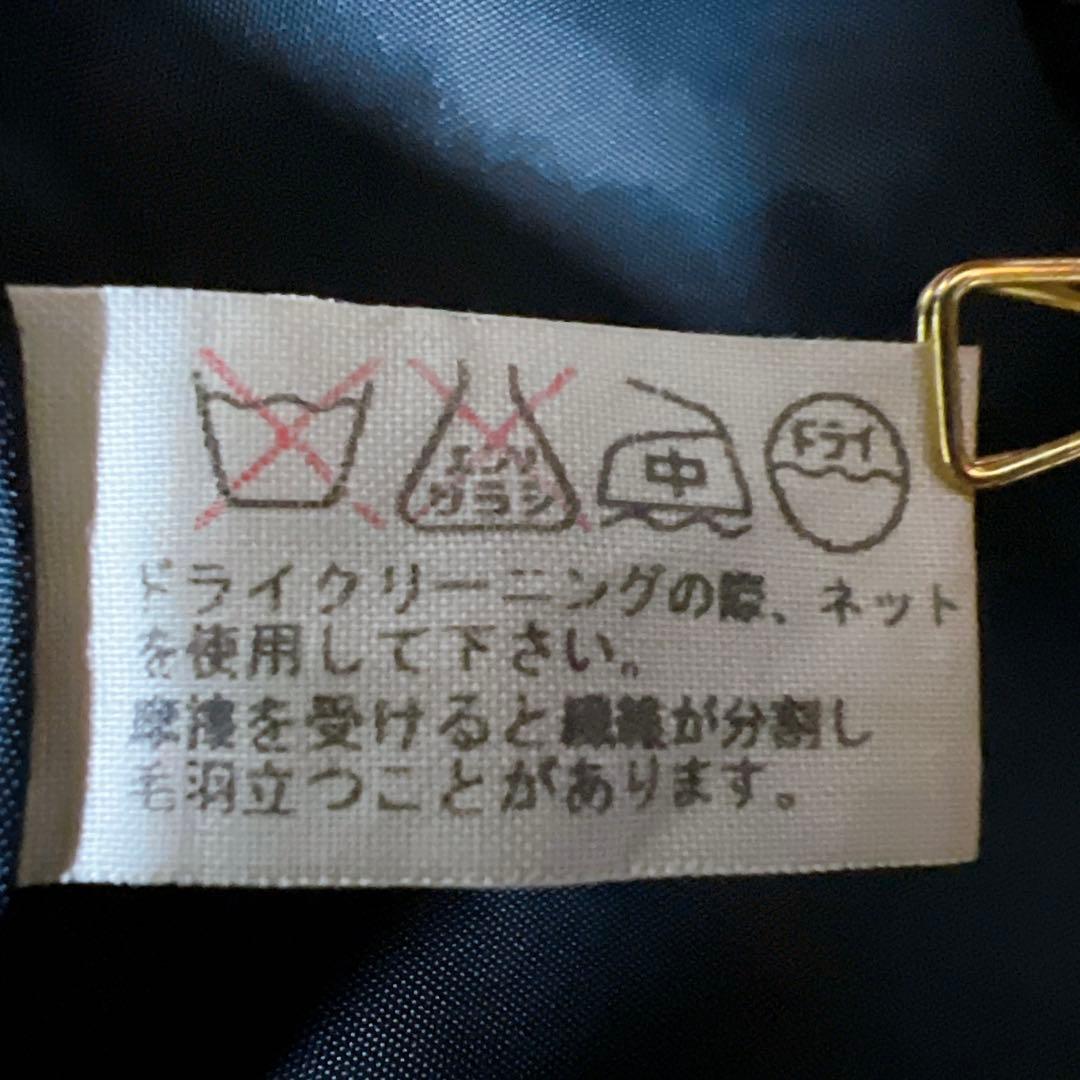 エンソ
サラシ
中
ドライ
ドライクリーニングの際、ネット
を使用して下さい。
摩擦を受けると繊維が分割し
毛羽立つことがあります。